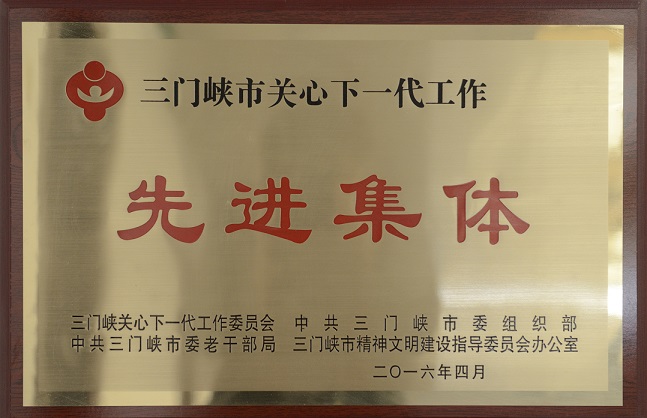 三门峡市关心下一代工作
先进集体
三门峡关心下一代工作委员会 中共三门峡市委组织部
中共三门峡市委老干部局 三门峡市精神文明建设指导委员会办公室
二〇一六年四月